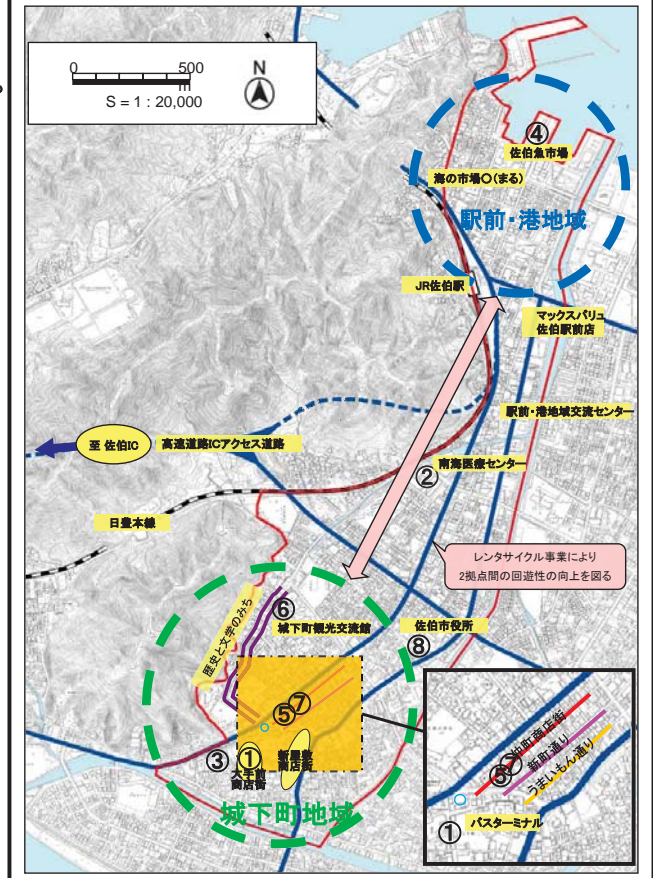 0 500
m
S = 1 : 20,000
N
④
佐伯魚市場
海の市場○(まる)
駅前・港地域
JR佐伯駅
マックスバリュ
佐伯駅前店
駅前・港地域交流センター
至 佐伯IC
高速道路ICアクセス道路
南海医療センター
②
日豊本線
レンタサイクル事業により
2拠点間の回遊性の向上を図る
歴史と文学のみち
⑥
城下町観光交流館
佐伯市役所
⑧
⑤⑦
③
①
大手前
商店街
新屋敷
商店街
城下町地域
仲町商店街
⑤⑦
新町通り
うまいもん通り
バスターミナル
①